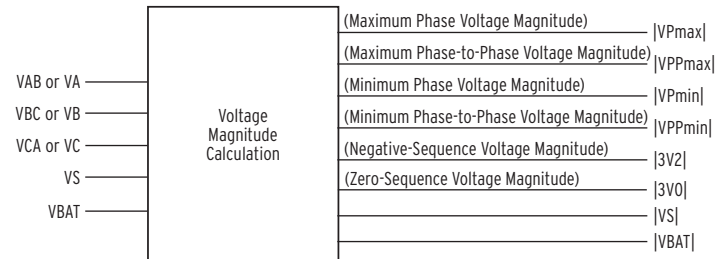 (Maximum Phase Voltage Magnitude)
|VPmax|
(Maximum Phase-to-Phase Voltage Magnitude)
|VPPmax|
VAB or VA
(Minimum Phase Voltage Magnitude)
|VPmin|
VBC or VB
Voltage
Magnitude
Calculation
(Minimum Phase-to-Phase Voltage Magnitude)
|VPPmin|
VCA or VC
(Negative-Sequence Voltage Magnitude)
|3V2|
VS
(Zero-Sequence Voltage Magnitude)
|3V0|
VBAT
|VS|
|VBAT|